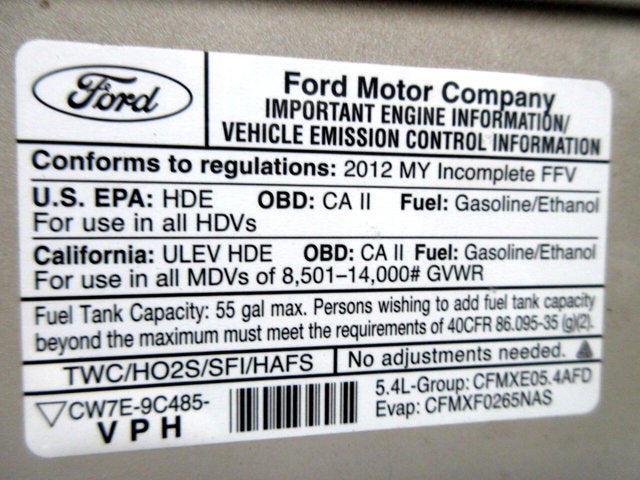 Ford
Ford Motor Company
IMPORTANT ENGINE INFORMATION/
VEHICLE EMISSION CONTROL INFORMATION
Conforms to regulations: 2012 MY Incomplete FFV
U.S. EPA: HDE OBD: CA II Fuel: Gasoline/Ethanol
For use in all HDVs
California: ULEV HDE OBD: CA II Fuel: Gasoline/Ethanol
For use in all MDVs of 8,501–14,000# GVWR
Fuel Tank Capacity: 55 gal max. Persons wishing to add fuel tank capacity
beyond the maximum must meet the requirements of 40CFR 86.095-35 (g)(2).
TWC/HO2S/SFI/HAFS No adjustments needed.
CW7E-9C485-
VPH
5.4L-Group: CFMXE05.4AFD
Evap: CFMXF0265NAS